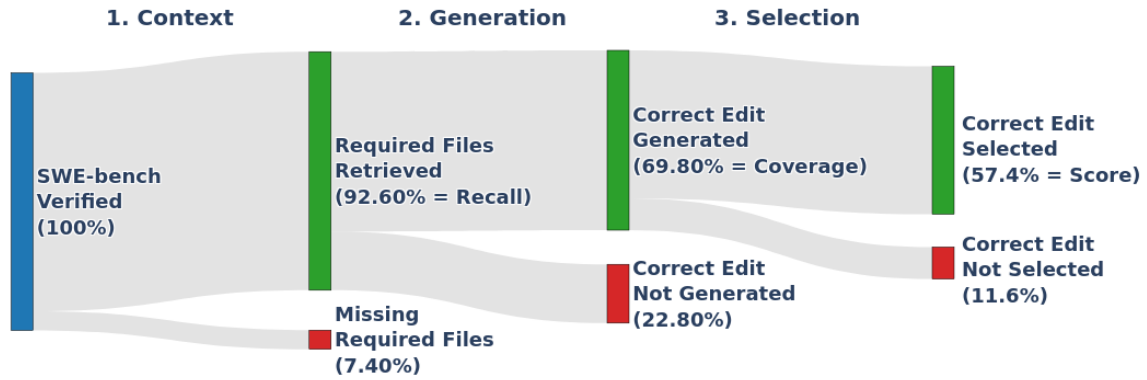 1. Context
2. Generation
3. Selection
SWE-bench
Verified
(100%)
Required Files
Retrieved
(92.60% = Recall)
Missing
Required Files
(7.40%)
Correct Edit
Generated
(69.80% = Coverage)
Correct Edit
Not Generated
(22.80%)
Correct Edit
Selected
(57.4% = Score)
Correct Edit
Not Selected
(11.6%)